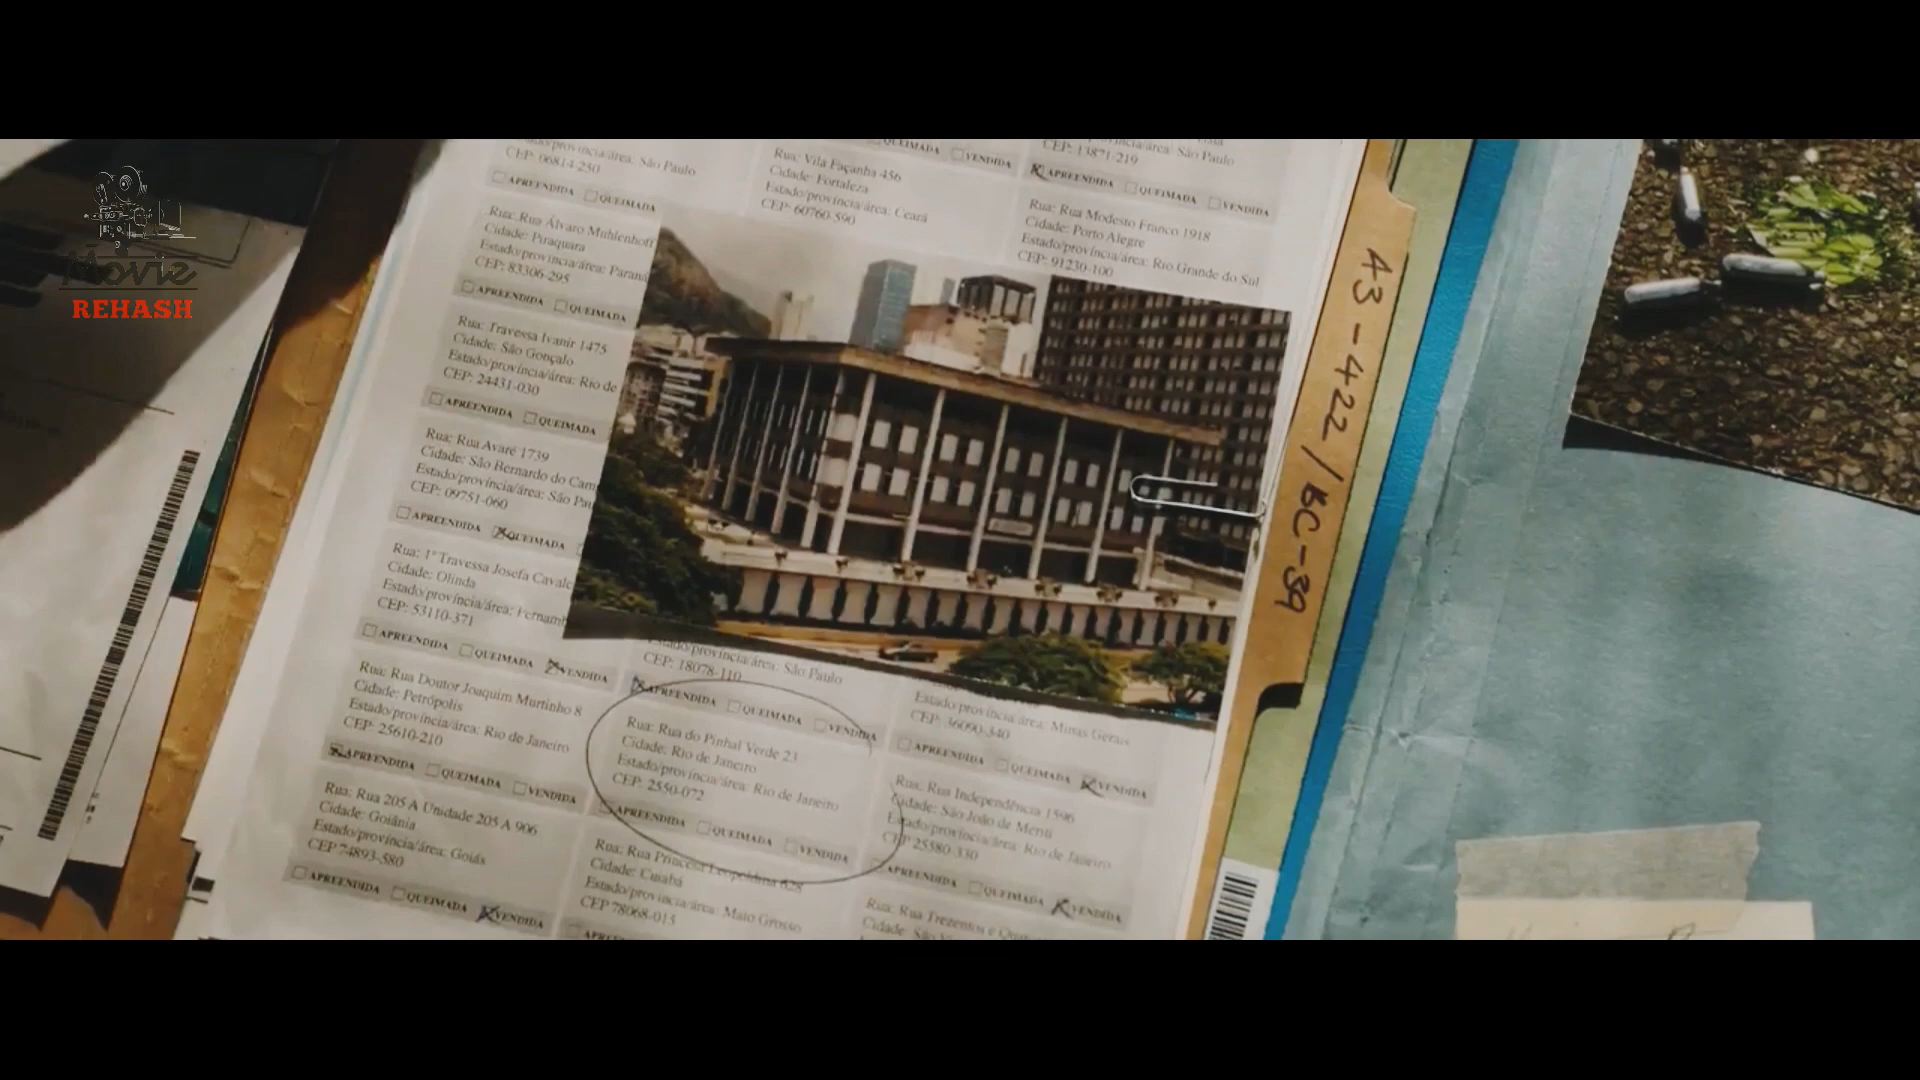 Movie
REHASH
CEP: 06814-250
APREENDIDA QUEIMADA
Rua: Rua Álvaro Muhlenhoff
Cidade: Piraquara
Estado/província/área: Paraná
CEP: 83306-295
APREENDIDA QUEIMADA
Rua: Travessa Ivanir 1475
Cidade: São Gonçalo
Estado/província/área: Rio de
CEP: 24431-030
APREENDIDA QUEIMADA
Rua: Rua Avaré 1739
Cidade: São Bernardo do
Estado/província/área: São
CEP: 09751-060
APREENDIDA QUEIMADA
Rua: 1ª Travessa Josefa
Cidade: Olinda
Estado/província/área:
CEP: 53110-371
APREENDIDA QUEIMADA VENDIDA
Rua: Rua Doutor Joaquim Murtinho 8
Cidade: Petrópolis
Estado/província/área: Rio de Janeiro
CEP: 25610-210
APREENDIDA QUEIMADA VENDIDA
Rua: Rua 205 A Unidade 205 A 906
Cidade: Goiânia
Estado/província/área: Goiás
CEP 74893-580
APREENDIDA QUEIMADA VENDIDA
QUEIMADA VENDIDA
Rua: Vila Façanha 456
Cidade: Fortaleza
Estado/província/área: Ceará
CEP: 60760-590
Estado/província/área: São Paulo
CEP: 18078-110
APREENDIDA QUEIMADA VENDIDA
Rua: Rua do Pinhal Verde 23
Cidade: Rio de Janeiro
Estado/província/área: Rio de Janeiro
CEP: 2550-072
APREENDIDA QUEIMADA VENDIDA
Rua: Rua Princesa Leopoldina 628
Cidade: Cuiabá
Estado/província/área: Mato Grosso
CEP 78068-015
CEP: 13871-219
APREENDIDA QUEIMADA VENDIDA
Rua: Rua Modesto Franco 1918
Cidade: Porto Alegre
Estado/província/área: Rio Grande do Sul
CEP: 91230-100
Estado/província/área: Minas Gerais
CEP: 36090-340
APREENDIDA QUEIMADA VENDIDA
Rua: Rua Independência 1596
Cidade: São João de Meriti
Estado/província/área: Rio de Janeiro
CEP 25580-330
APREENDIDA QUEIMADA VENDIDA
Rua: Rua Trezentos e
A3-422/BC-39